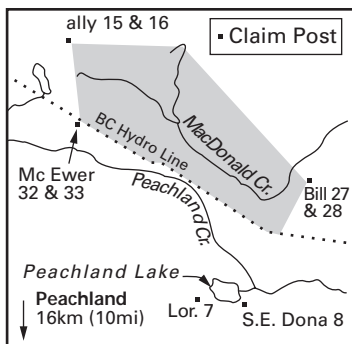 ally 15 & 16
Claim Post
BC Hydro Line
MacDonald Cr.
Mc Ewer
32 & 33
Peachland
Cr.
Bill 27
& 28
Peachland Lake
Peachland
16km (10mi)
Lor. 7
S.E. Dona 8